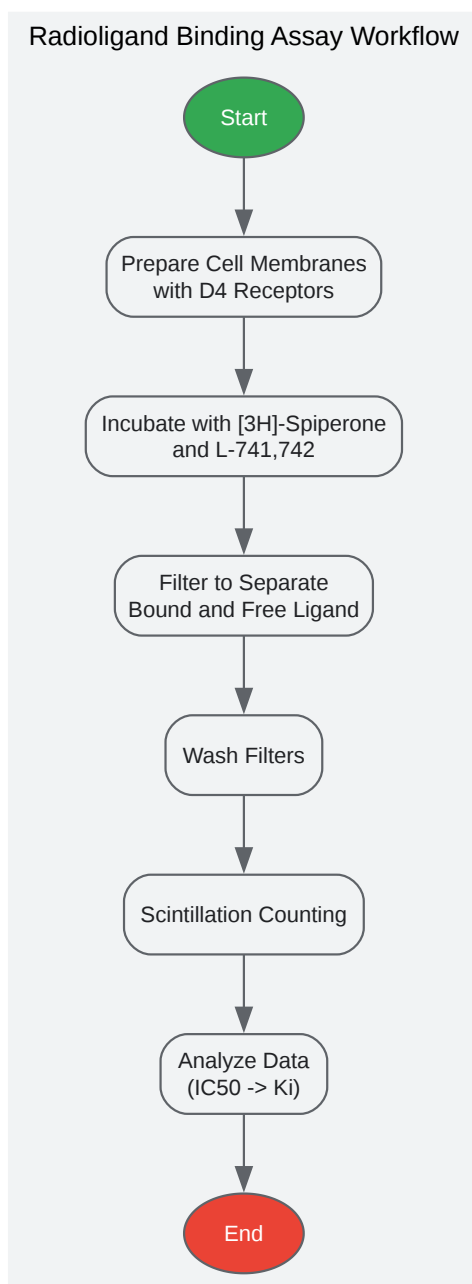 Radioligand Binding Assay Workflow
Start
Prepare Cell Membranes
with D4 Receptors
Incubate with [3H]-Spiperone
and L-741,742
Filter to Separate
Bound and Free Ligand
Wash Filters
Scintillation Counting
Analyze Data
(IC50 -> Ki)
End